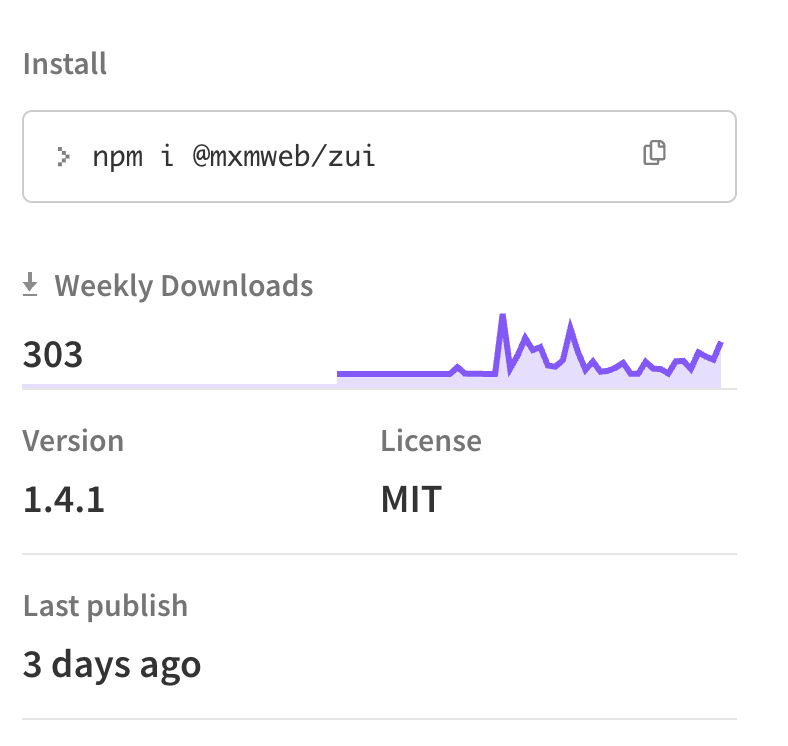 Install
npm i @mxmweb/zui
Weekly Downloads
303
Version
License
1.4.1
MIT
Last publish
3 days ago